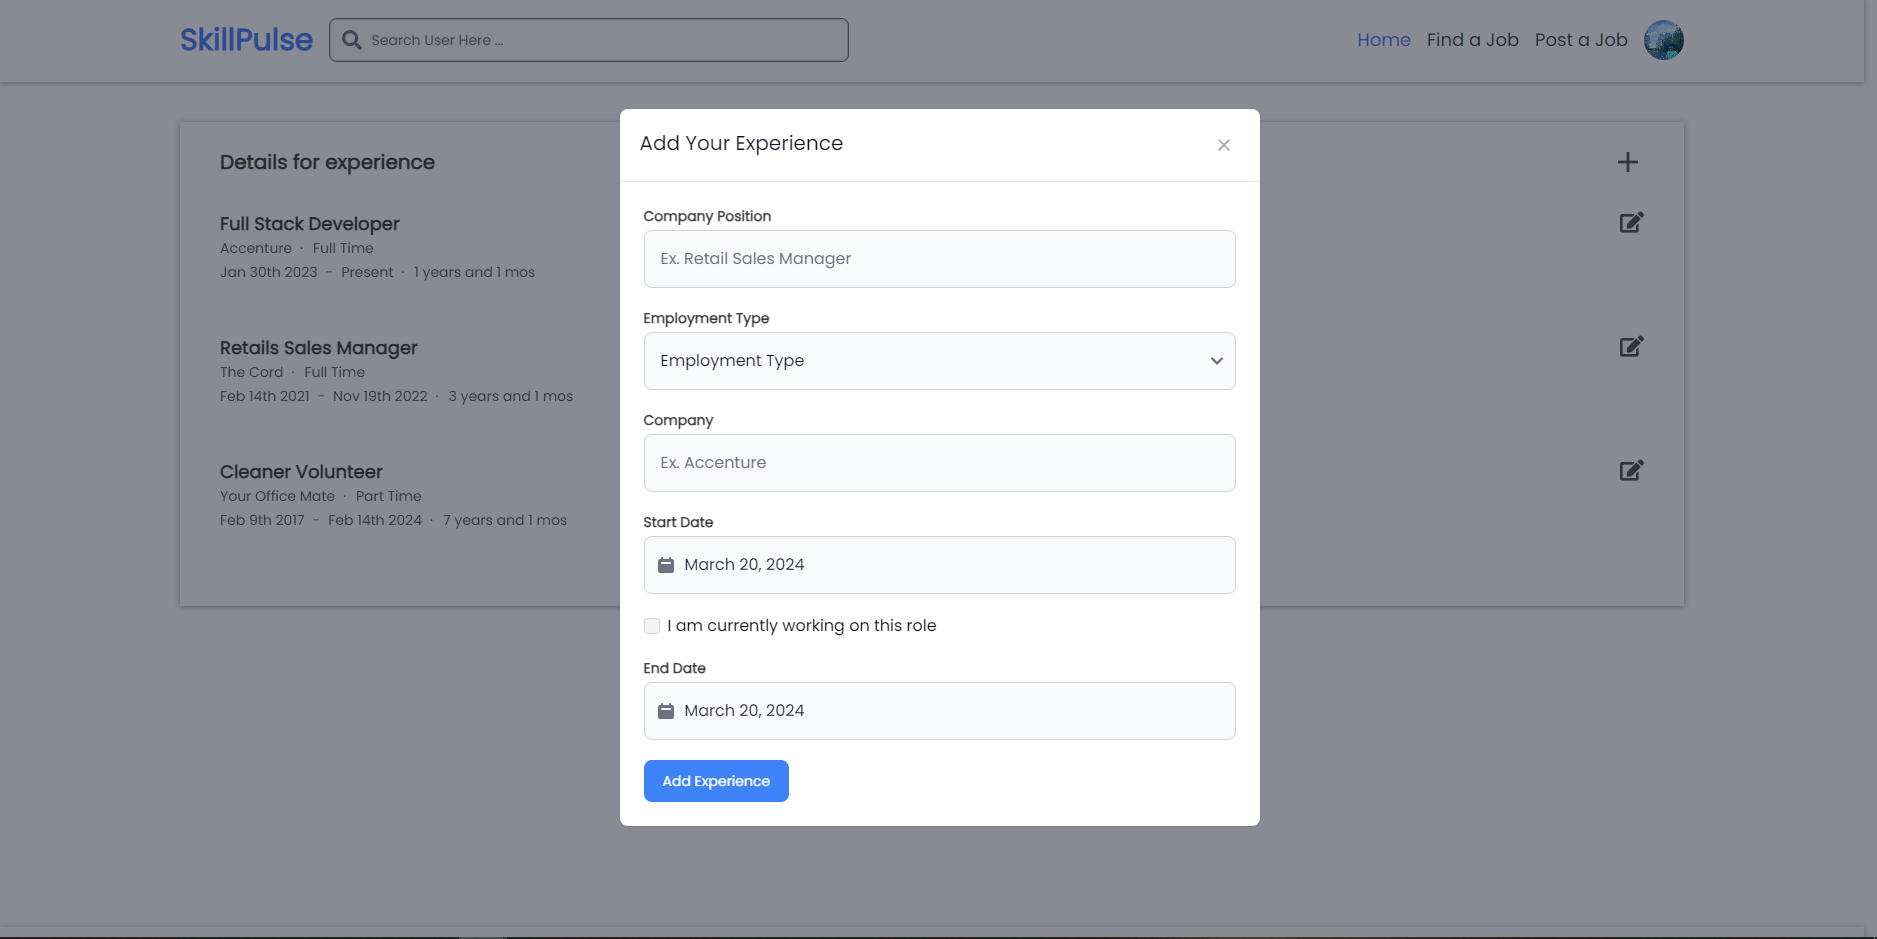 SkillPulse
Search User Here ...
Home Find a Job Post a Job
Details for experience
Full Stack Developer
Accenture · Full Time
Jan 30th 2023 - Present · 1 years and 1 mos
Retails Sales Manager
The Cord · Full Time
Feb 14th 2021 - Nov 19th 2022 · 3 years and 1 mos
Cleaner Volunteer
Your Office Mate · Part Time
Feb 9th 2017 - Feb 14th 2024 · 7 years and 1 mos
Add Your Experience
Company Position
Ex. Retail Sales Manager
Employment Type
Employment Type
Company
Ex. Accenture
Start Date
March 20, 2024
I am currently working on this role
End Date
March 20, 2024
Add Experience